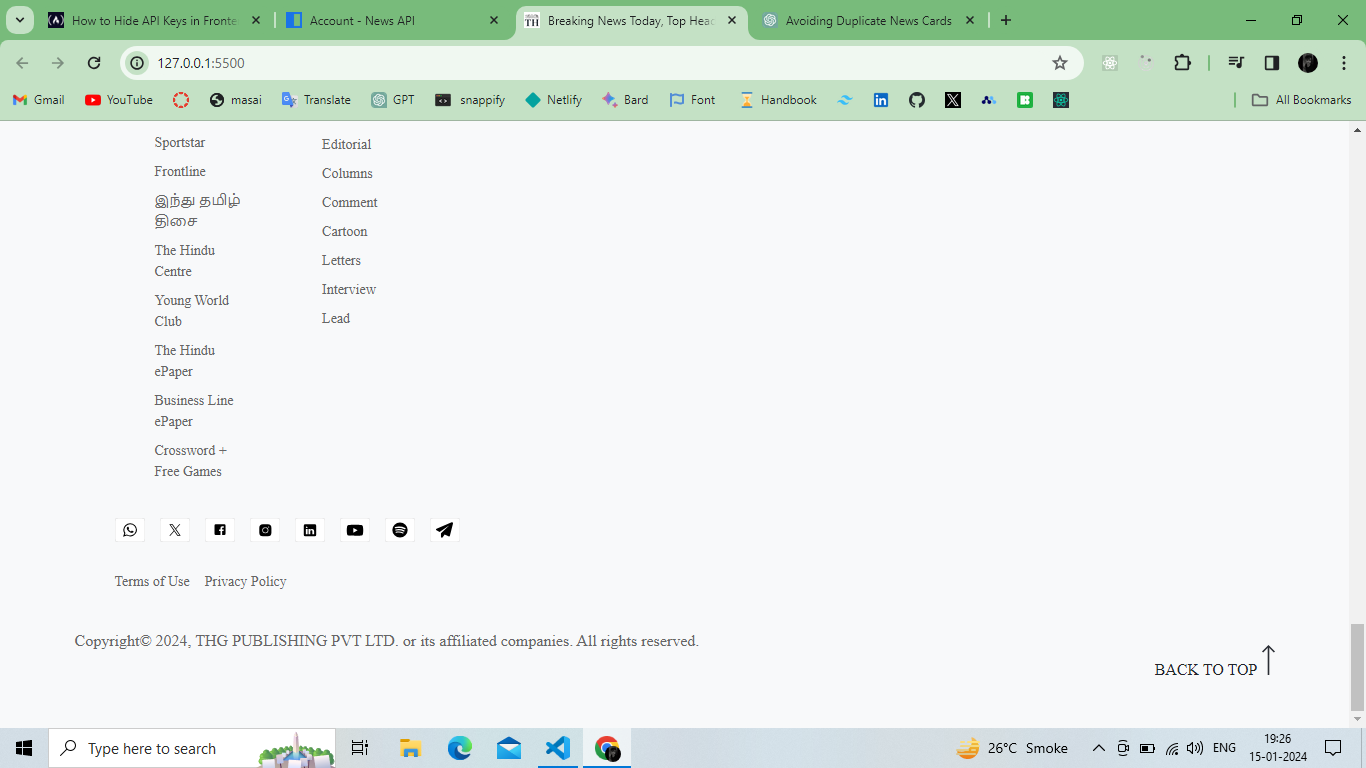 How to Hide API Keys in Fronte
Account - News API
Breaking News Today, Top Head
Avoiding Duplicate News Cards
127.0.0.1:5500
Gmail
YouTube
masai
Translate
GPT
snappify
Netlify
Bard
Font
Handbook
All Bookmarks
Sportstar
Frontline
இந்து தமிழ்
திசை
The Hindu
Centre
Young World
Club
The Hindu
ePaper
Business Line
ePaper
Crossword +
Free Games
Editorial
Columns
Comment
Cartoon
Letters
Interview
Lead
Terms of Use Privacy Policy
Copyright© 2024, THG PUBLISHING PVT LTD. or its affiliated companies. All rights reserved.
BACK TO TOP
Type here to search
26°C Smoke
ENG
19:26
15-01-2024